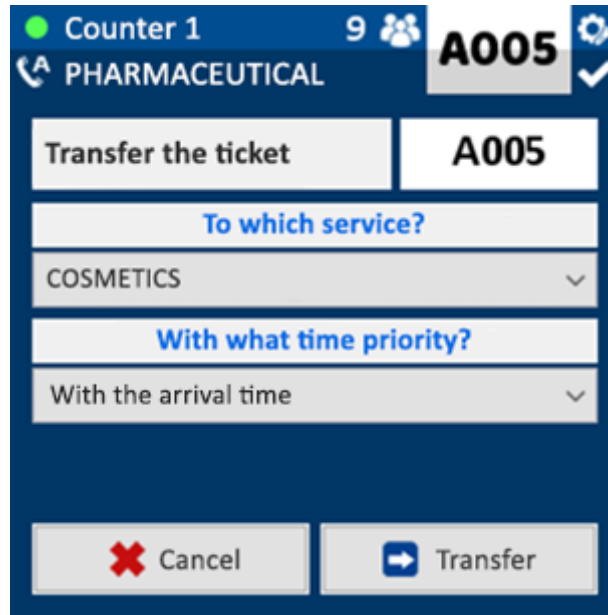 Counter 1 9 A005
A PHARMACEUTICAL
Transfer the ticket A005
To which service?
COSMETICS
With what time priority?
With the arrival time
Cancel Transfer